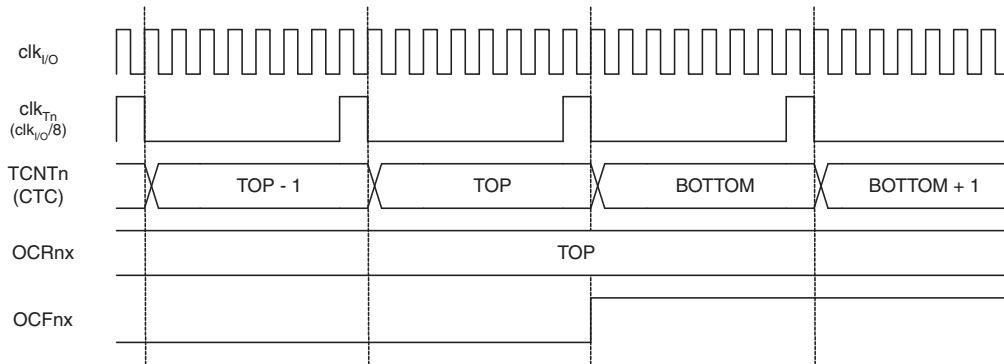 clkI/O
clkTn
(clkI/O/8)
TCNTn
(CTC)
TOP - 1
TOP
BOTTOM
BOTTOM + 1
OCRnx
TOP
OCFnx